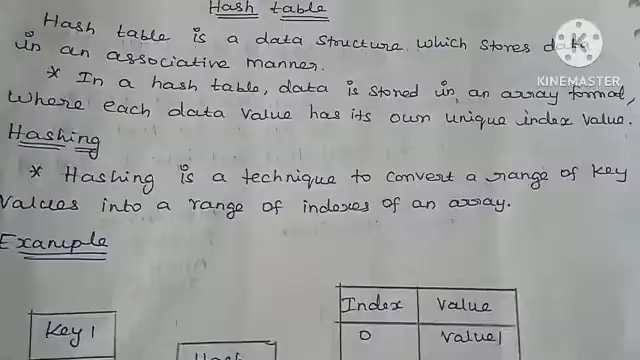 Hash table
Hash table is a data structure which stores data
in an associative manner.
* In a hash table, data is stored in an array format,
Where each data value has its own unique index value.
Hashing
* Hashing is a technique to convert a range of key
Values into a range of indexes of an array.
Example
Key 1
Hash
Index Value
0 Value1
KINEMASTER